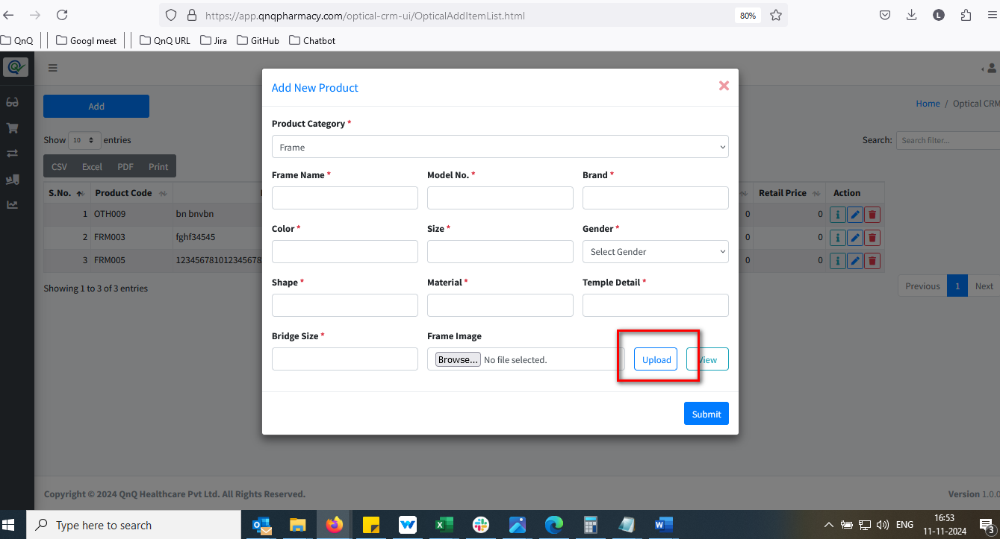 https://app.qnqpharmacy.com/optical-crm-ui/OpticalAddItemList.html
80%
L
QnQ
Googl meet
QnQ URL
Jira
GitHub
Chatbot
Add New Product
Add
Home / Optical CRM
Product Category *
Show 10 entries
Search: Search filter...
Frame
CSV Excel PDF Print
Frame Name * Model No. * Brand *
S.No. Product Code Retail Price Action
1 OTH009 bn bnvbn 0 0
Color * Size * Gender *
2 FRM003 fghf34545 0 0
Select Gender
3 FRM005 123456781012345678 0 0
Shape * Material * Temple Detail *
Showing 1 to 3 of 3 entries
Previous 1 Next
Bridge Size * Frame Image
Browse... No file selected. Upload View
Submit
Copyright © 2024 QnQ Healthcare Pvt Ltd. All Rights Reserved.
Version 1.0.0
Type here to search
ENG
16:53
11-11-2024
3